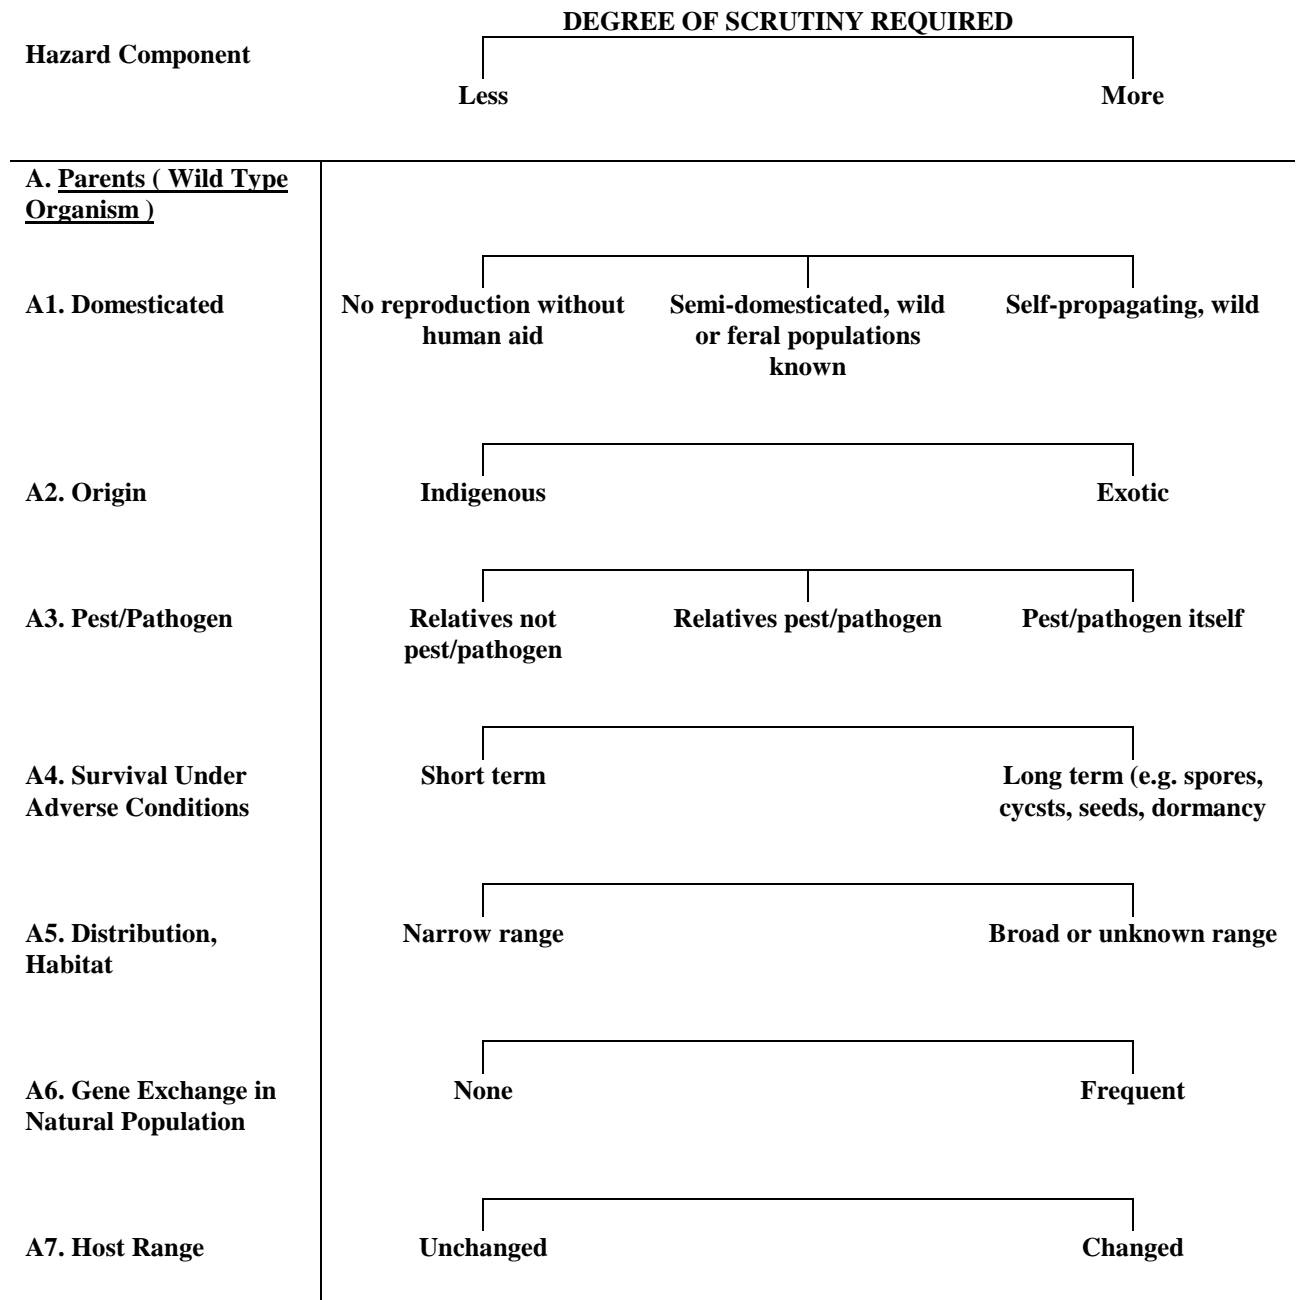 DEGREE OF SCRUTINY REQUIRED
Hazard Component
Less More
A. Parents ( Wild Type
Organism )
A1. Domesticated No reproduction without Semi-domesticated, wild Self-propagating, wild
human aid or feral populations
known
A2. Origin Indigenous Exotic
A3. Pest/Pathogen Relatives not Relatives pest/pathogen Pest/pathogen itself
pest/pathogen
A4. Survival Under Short term Long term (e.g. spores,
Adverse Conditions cycsts, seeds, dormancy
A5. Distribution, Narrow range Broad or unknown range
Habitat
A6. Gene Exchange in None Frequent
Natural Population
A7. Host Range Unchanged Changed